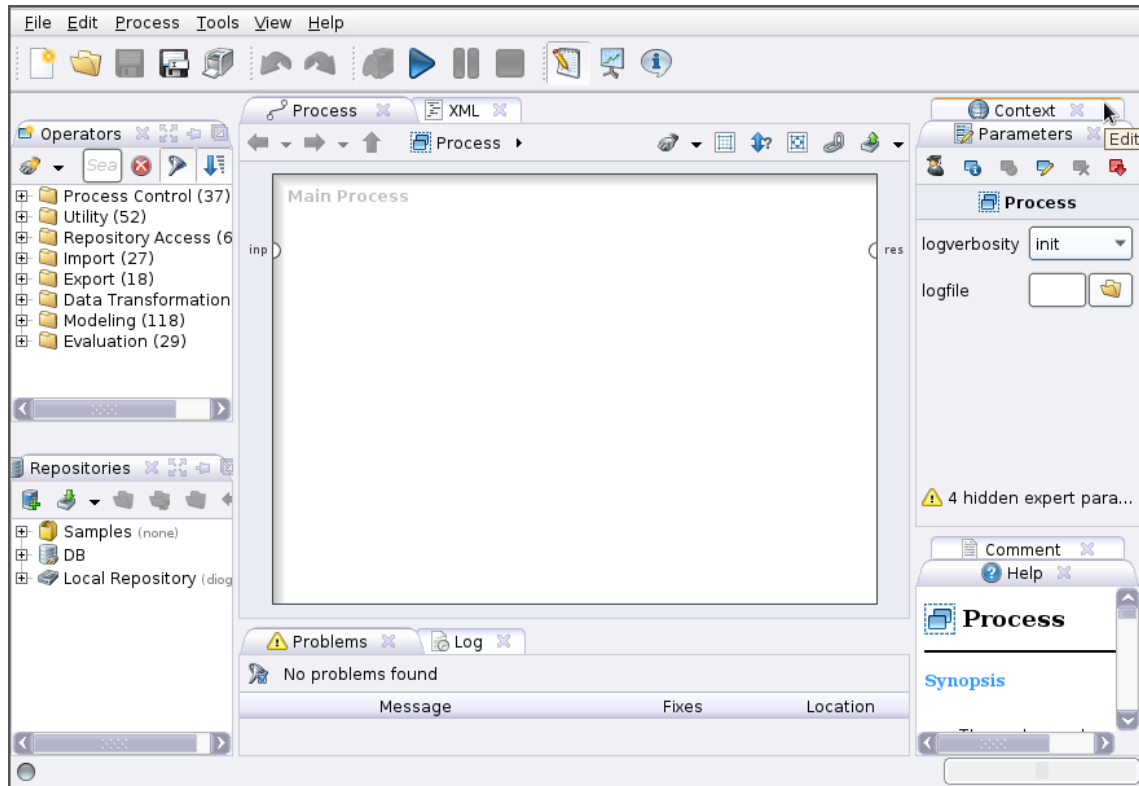 File Edit Process Tools View Help
Process
XML
Context
Operators
Parameters
Edit
Process
Sea
Process Control (37)
Utility (52)
Repository Access (6
Import (27)
Export (18)
Data Transformation
Modeling (118)
Evaluation (29)
Main Process
inp
res
Process
logverbosity init
logfile
4 hidden expert para...
Repositories
Samples (none)
DB
Local Repository (diog
Comment
Help
Process
Synopsis
Problems
Log
No problems found
Message Fixes Location